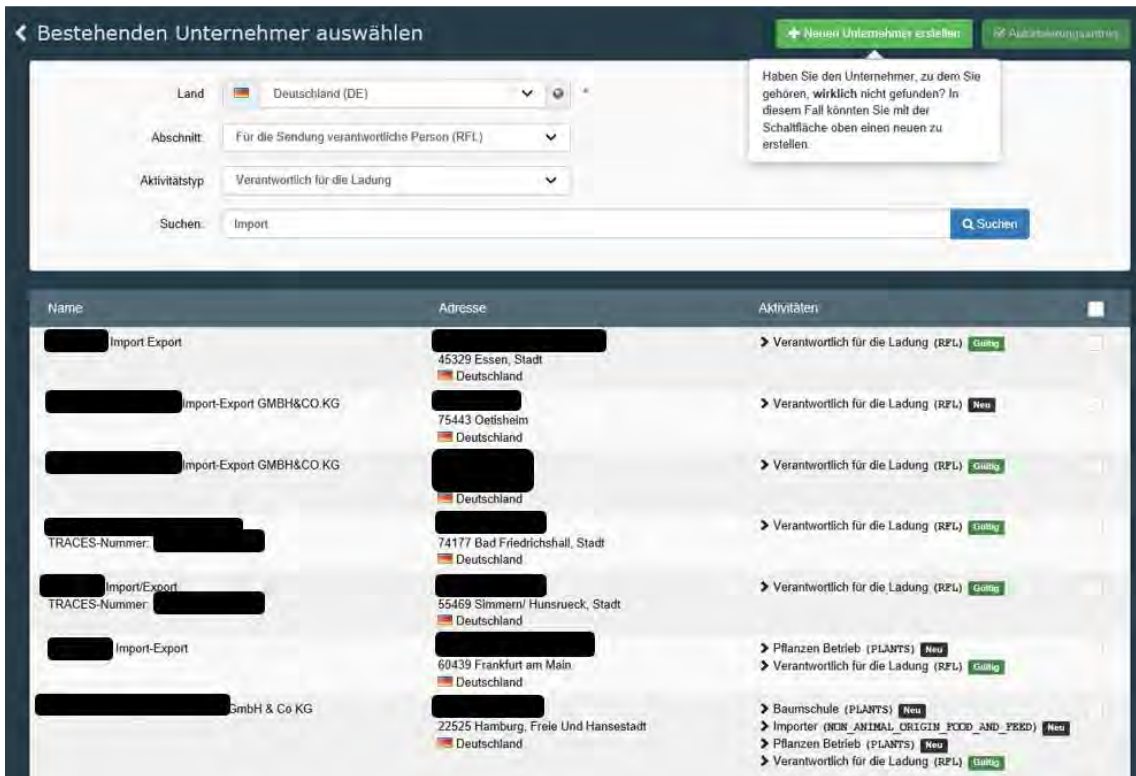 Bestehenden Unternehmer auswählen
+ Neuen Unternehmer erstellen
Autorisierungsantrag
Haben Sie den Unternehmer, zu dem Sie
gehören, wirklich nicht gefunden? In
diesem Fall könnten Sie mit der
Schaltfläche oben einen neuen zu
erstellen.
Land
Deutschland (DE)
*
Abschnitt
Für die Sendung verantwortliche Person (RFL)
Aktivitätstyp
Verantwortlich für die Ladung
Suchen
Import
Suchen
Name Adresse Aktivitäten
Import Export
45329 Essen, Stadt
Deutschland
Verantwortlich für die Ladung (RFL) Gültig
Import-Export GMBH&CO.KG
75443 Oetisheim
Deutschland
Verantwortlich für die Ladung (RFL) Neu
Import-Export GMBH&CO.KG
Deutschland
Verantwortlich für die Ladung (RFL) Gültig
TRACES-Nummer:
74177 Bad Friedrichshall, Stadt
Deutschland
Verantwortlich für die Ladung (RFL) Gültig
Import/Export
TRACES-Nummer:
55469 Simmern/ Hunsrueck, Stadt
Deutschland
Verantwortlich für die Ladung (RFL) Gültig
Import-Export
60439 Frankfurt am Main
Deutschland
Pflanzen Betrieb (PLANTS) Neu
Verantwortlich für die Ladung (RFL) Gültig
GmbH & Co KG
22525 Hamburg, Freie Und Hansestadt
Deutschland
Baumschule (PLANTS) Neu
Importer (NON_ANIMAL_ORIGIN_FOOD_AND_FEED) Neu
Pflanzen Betrieb (PLANTS) Neu
Verantwortlich für die Ladung (RFL) Gültig